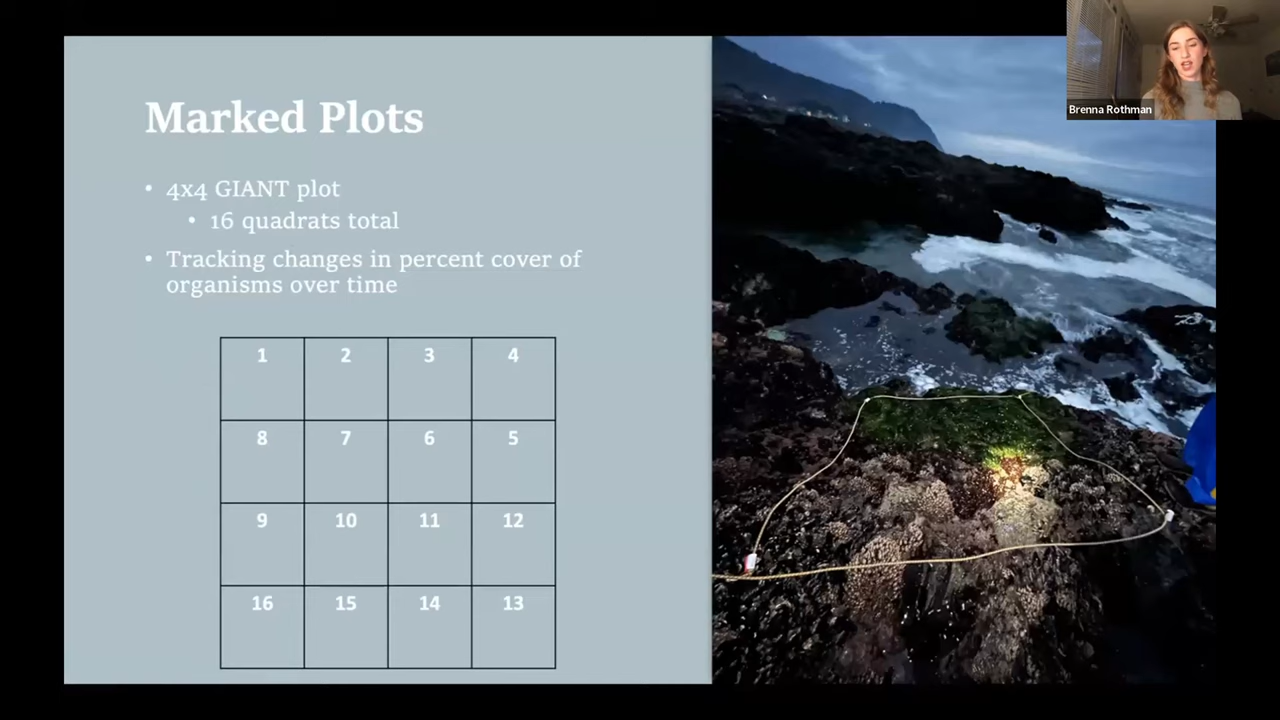 Marked Plots
• 4x4 GIANT plot
• 16 quadrats total
• Tracking changes in percent cover of
organisms over time
1 2 3 4
8 7 6 5
9 10 11 12
16 15 14 13
Brenna Rothman